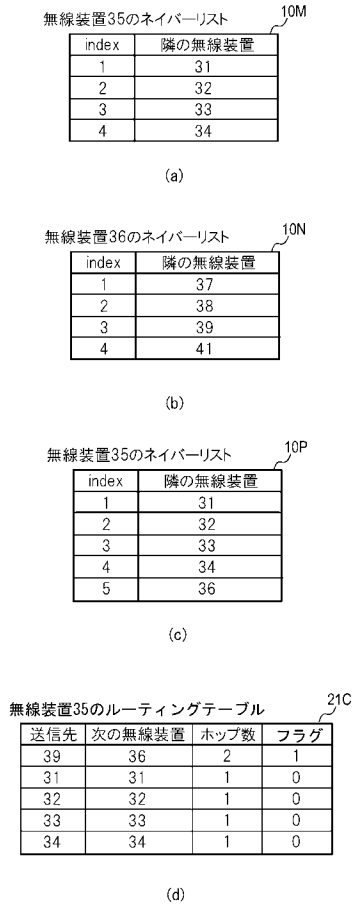 無線装置35のネイバーリスト
10M
index 隣の無線装置
1 31
2 32
3 33
4 34
(a)
無線装置36のネイバーリスト
10N
index 隣の無線装置
1 37
2 38
3 39
4 41
(b)
無線装置35のネイバーリスト
10P
index 隣の無線装置
1 31
2 32
3 33
4 34
5 36
(c)
無線装置35のルーティングテーブル
21C
送信先 次の無線装置 ホップ数 フラグ
39 36 2 1
31 31 1 0
32 32 1 0
33 33 1 0
34 34 1 0
(d)